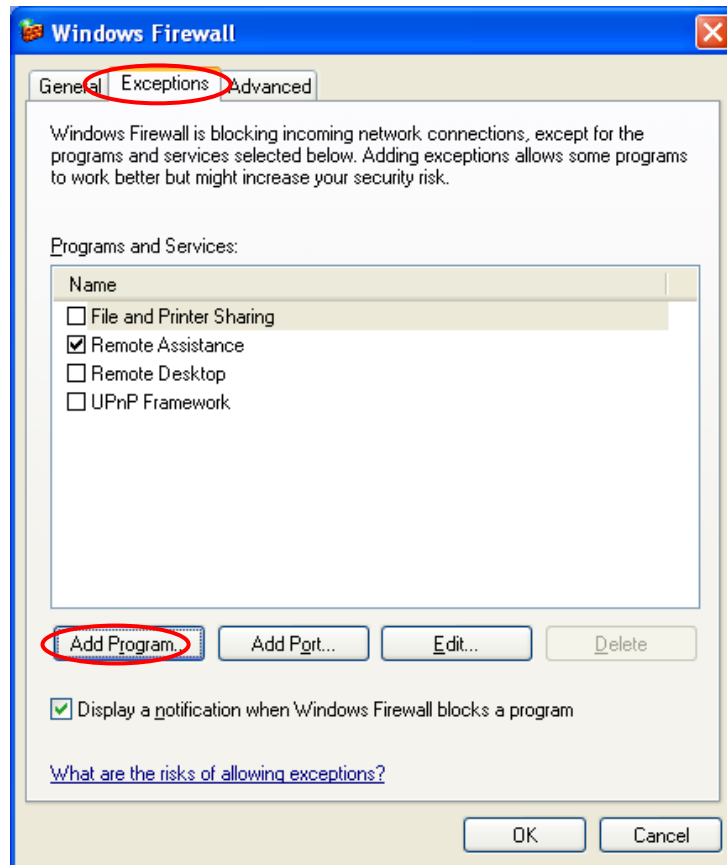 Windows Firewall
General Exceptions Advanced
Windows Firewall is blocking incoming network connections, except for the
programs and services selected below. Adding exceptions allows some programs
to work better but might increase your security risk.
Programs and Services:
Name
File and Printer Sharing
Remote Assistance
Remote Desktop
UPnP Framework
Add Program... Add Port... Edit... Delete
Display a notification when Windows Firewall blocks a program
What are the risks of allowing exceptions?
OK Cancel